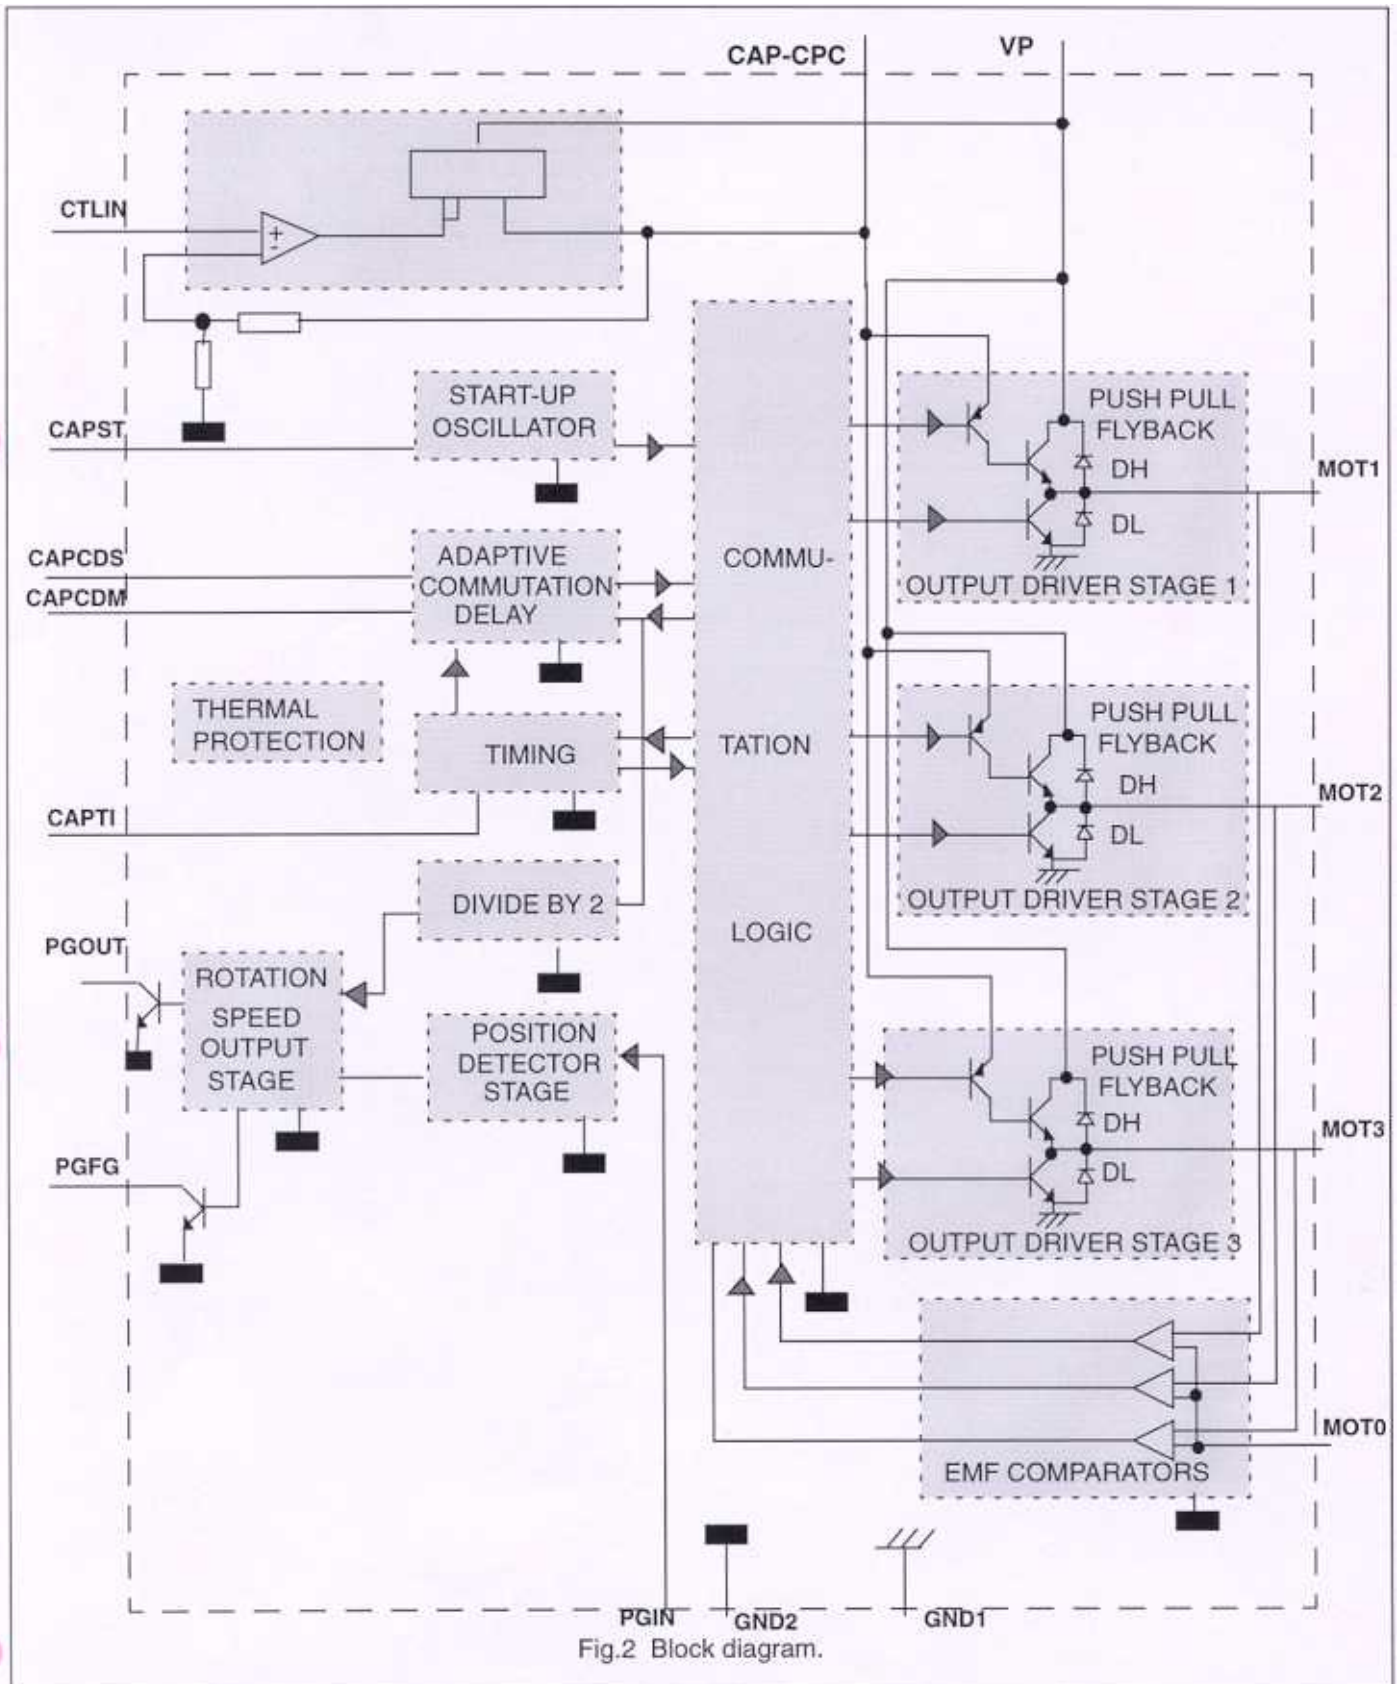 CAP-CPC
VP
CTLIN
+
-
START-UP
OSCILLATOR
CAPST
PUSH PULL
FLYBACK
DH
DL
MOT1
OUTPUT DRIVER STAGE 1
CAPCDS
CAPCDM
ADAPTIVE
COMMUTATION
DELAY
COMMU-
TATION
LOGIC
THERMAL
PROTECTION
TIMING
CAPTI
PUSH PULL
FLYBACK
DH
DL
MOT2
OUTPUT DRIVER STAGE 2
DIVIDE BY 2
PGOUT
ROTATION
SPEED
OUTPUT
STAGE
POSITION
DETECTOR
STAGE
PUSH PULL
FLYBACK
DH
DL
MOT3
OUTPUT DRIVER STAGE 3
PGFG
MOT0
EMF COMPARATORS
PGIN
GND2
GND1
Fig.2 Block diagram.